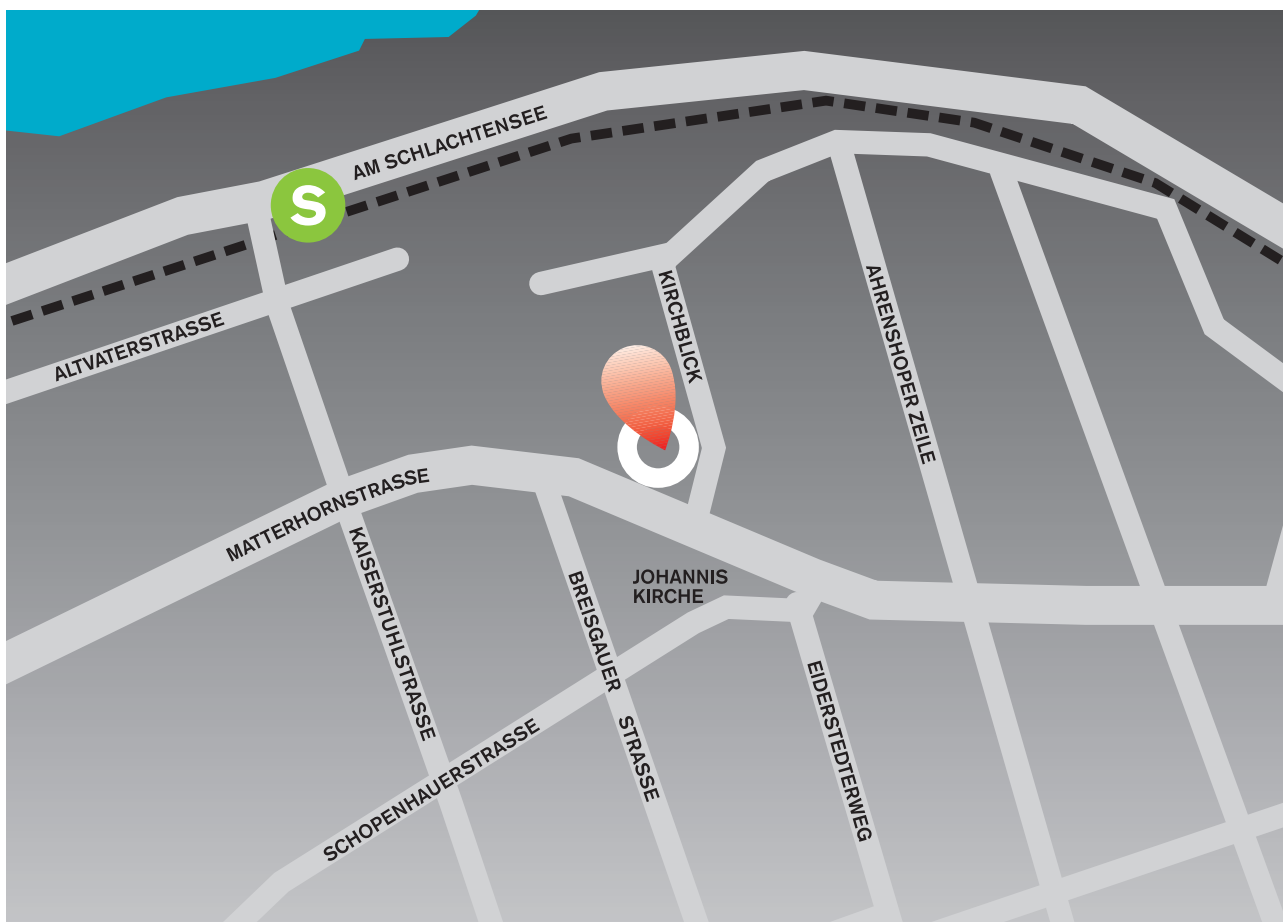 AM SCHLACHTENSEE
S
ALTVATERSTRASSE
KIRCHBLICK
AHRENSHOPER ZEILE
MATTERHORNSTRASSE
KAISERSTUHLSTRASSE
BREISGAUER STRASSE
JOHANNIS
KIRCHE
EIDERSTEDTERWEG
SCHOPENHAUERSTRASSE